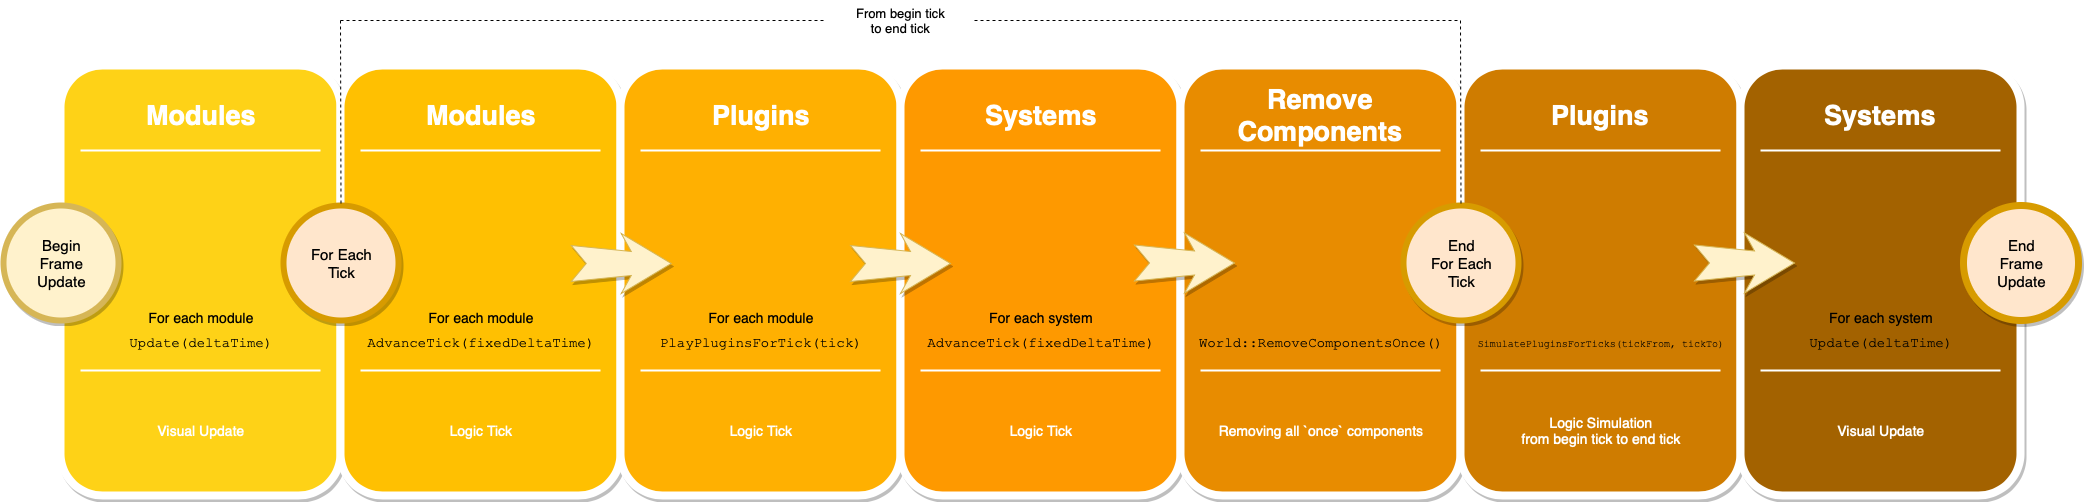 From begin tick
to end tick
Begin
Frame
Update
Modules
For each module
Update(deltaTime)
Visual Update
For Each
Tick
Modules
For each module
AdvanceTick(fixedDeltaTime)
Logic Tick
Plugins
For each module
PlayPluginsForTick(tick)
Logic Tick
Systems
For each system
AdvanceTick(fixedDeltaTime)
Logic Tick
Remove
Components
World::RemoveComponentsOnce()
Removing all `once` components
End
For Each
Tick
Plugins
SimulatePluginsForTicks(tickFrom, tickTo)
Logic Simulation
from begin tick to end tick
Systems
For each system
Update(deltaTime)
Visual Update
End
Frame
Update